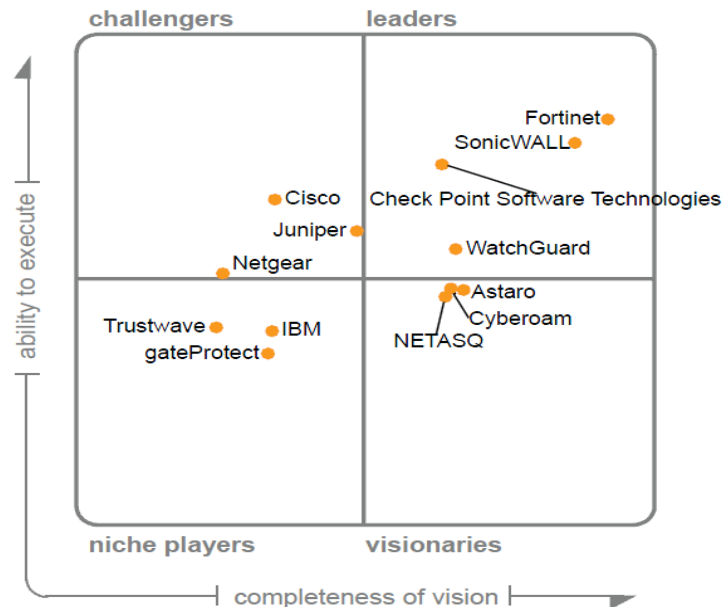 challengers
leaders
Fortinet
SonicWALL
Check Point Software Technologies
Cisco
Juniper
WatchGuard
Netgear
Astaro
Cyberoam
NETASQ
Trustwave
IBM
gateProtect
ability to execute
niche players
visionaries
completeness of vision